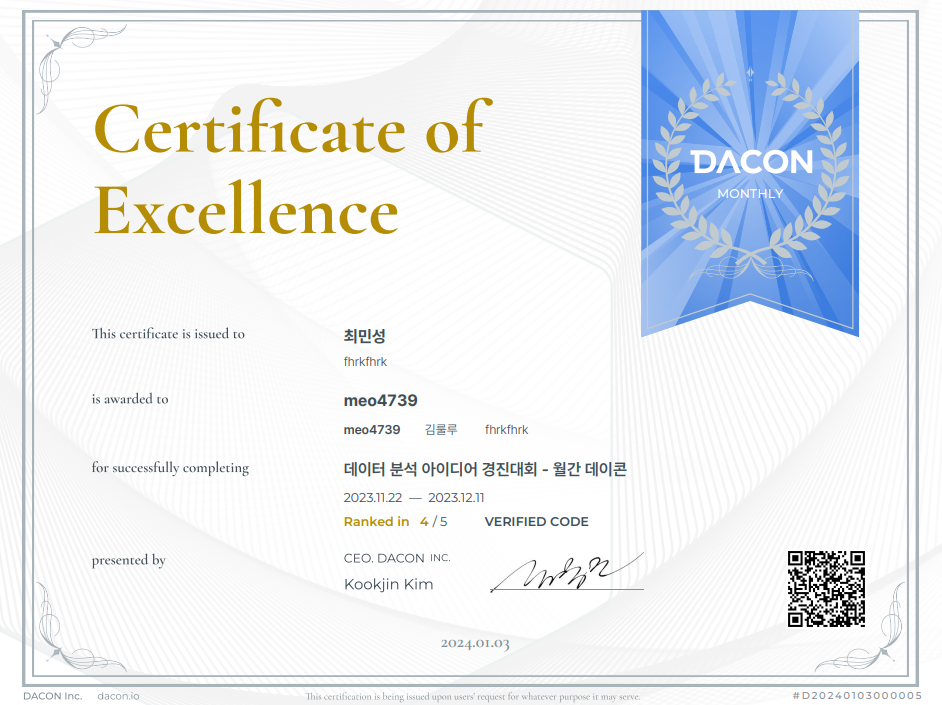 Certificate of
Excellence
DACON
MONTHLY
This certificate is issued to
최민성
fhrkfhrk
is awarded to
meo4739
meo4739 김룰루 fhrkfhrk
for successfully completing
데이터 분석 아이디어 경진대회 - 월간 데이콘
2023.11.22 — 2023.12.11
Ranked in 4 / 5 VERIFIED CODE
presented by
CEO. DACON INC.
Kookjin Kim
2024.01.03
DACON Inc. dacon.io
This certification is being issued upon users' request for whatever purpose it may serve.
#D20240103000005